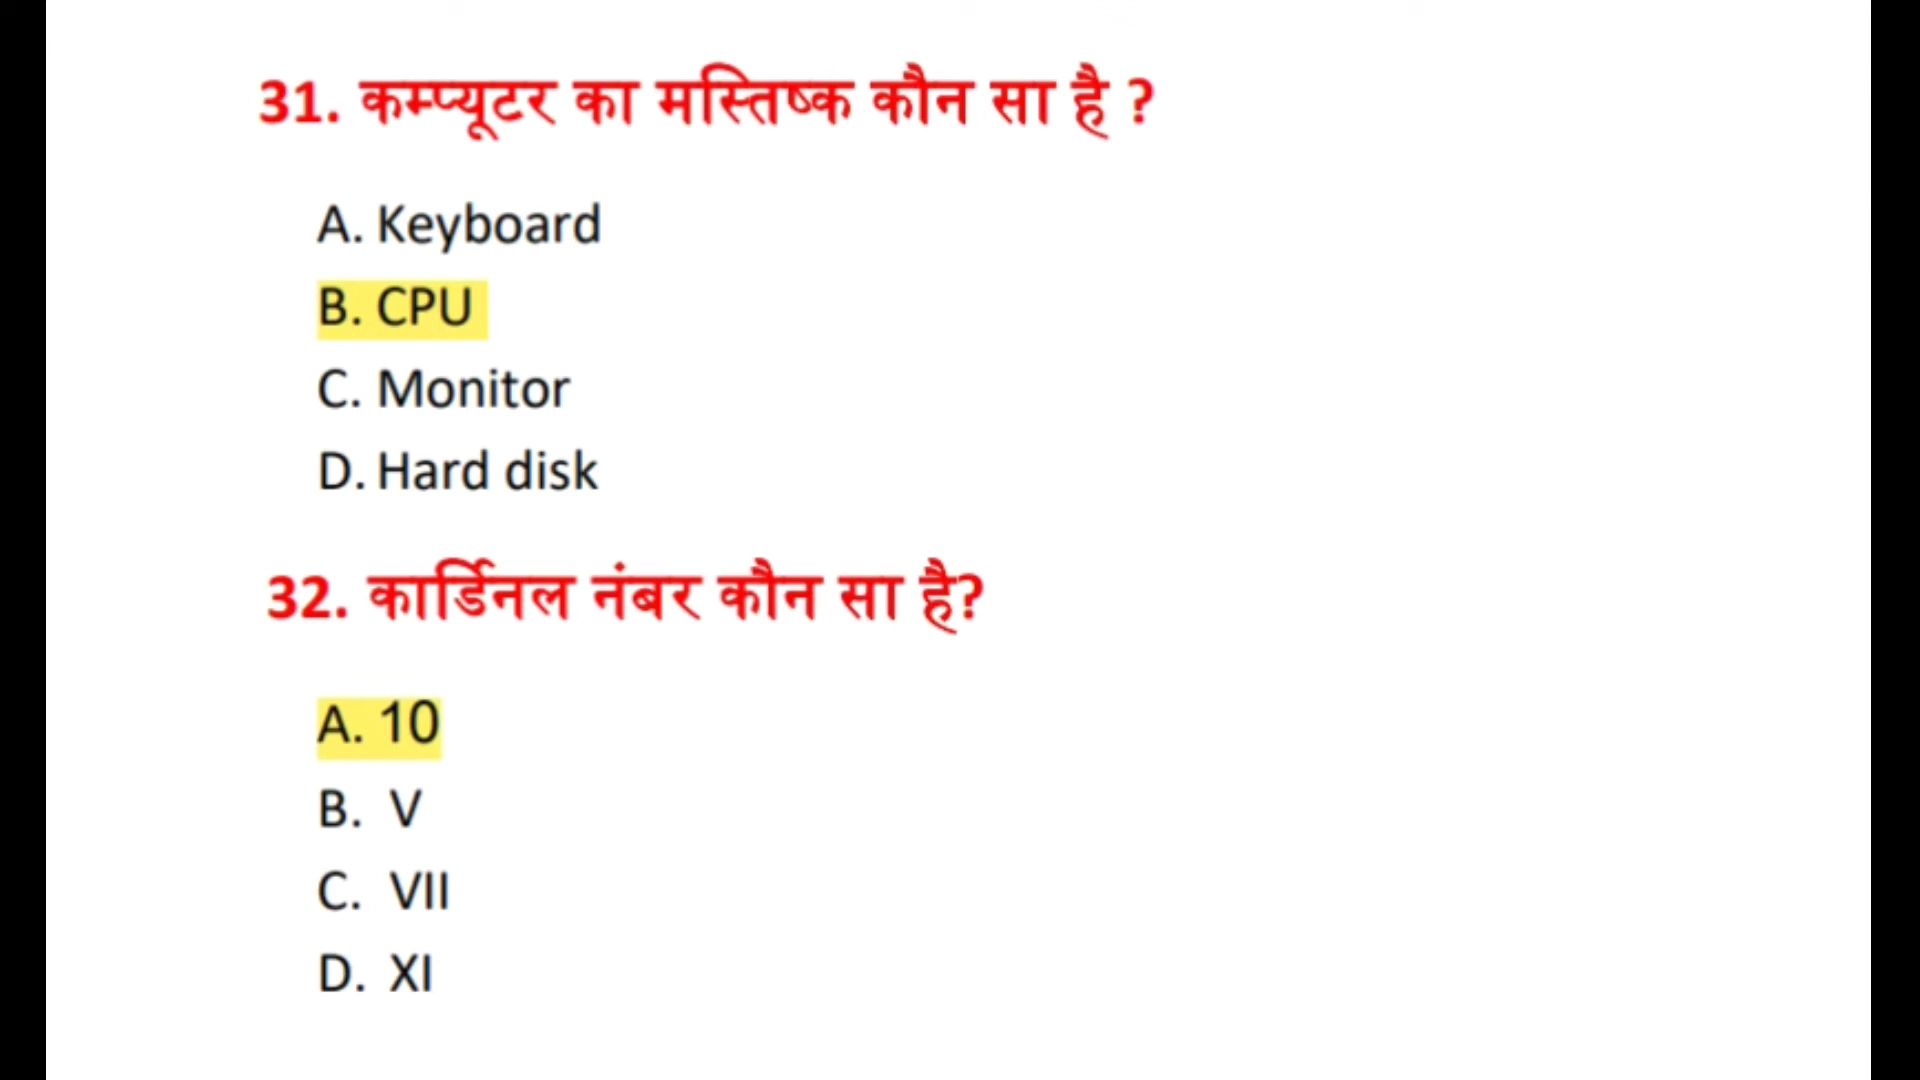 31. कम्प्यूटर का मस्तिष्क कौन सा है ?
A. Keyboard
B. CPU
C. Monitor
D. Hard disk
32. कार्डिनल नंबर कौन सा है?
A. 10
B. V
C. VII
D. XI